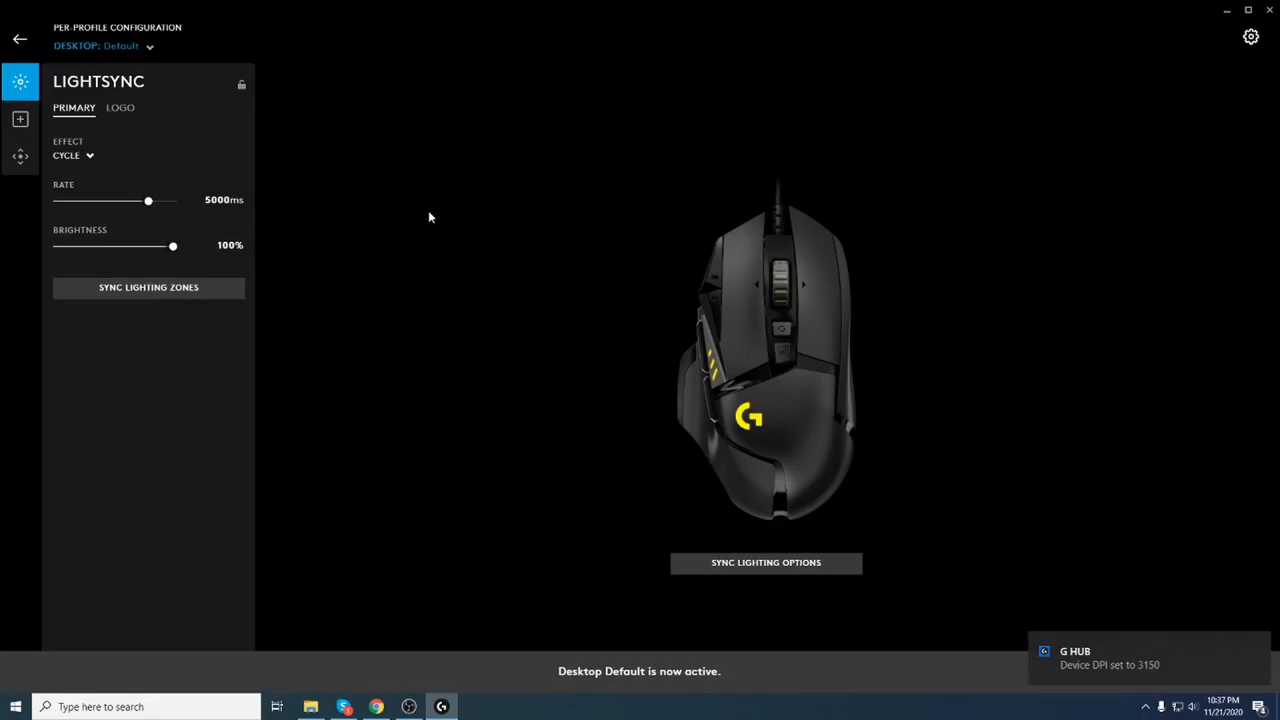 PER-PROFILE CONFIGURATION
DESKTOP: Default
LIGHTSYNC
PRIMARY LOGO
EFFECT
CYCLE
RATE
5000ms
BRIGHTNESS
100%
SYNC LIGHTING ZONES
SYNC LIGHTING OPTIONS
G HUB
Device DPI set to 3150
Desktop Default is now active.
Type here to search
10:37 PM
11/21/2020
4